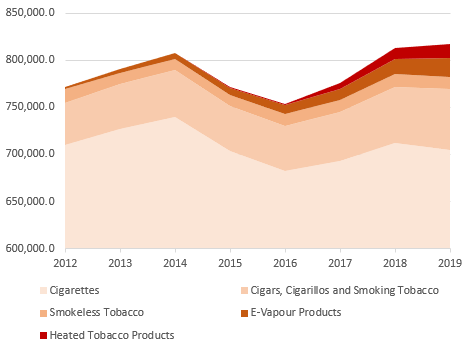 850,000.0
800,000.0
750,000.0
700,000.0
650,000.0
600,000.0
2012 2013 2014 2015 2016 2017 2018 2019
Cigarettes Cigars, Cigarillos and Smoking Tobacco
Smokeless Tobacco E-Vapour Products
Heated Tobacco Products